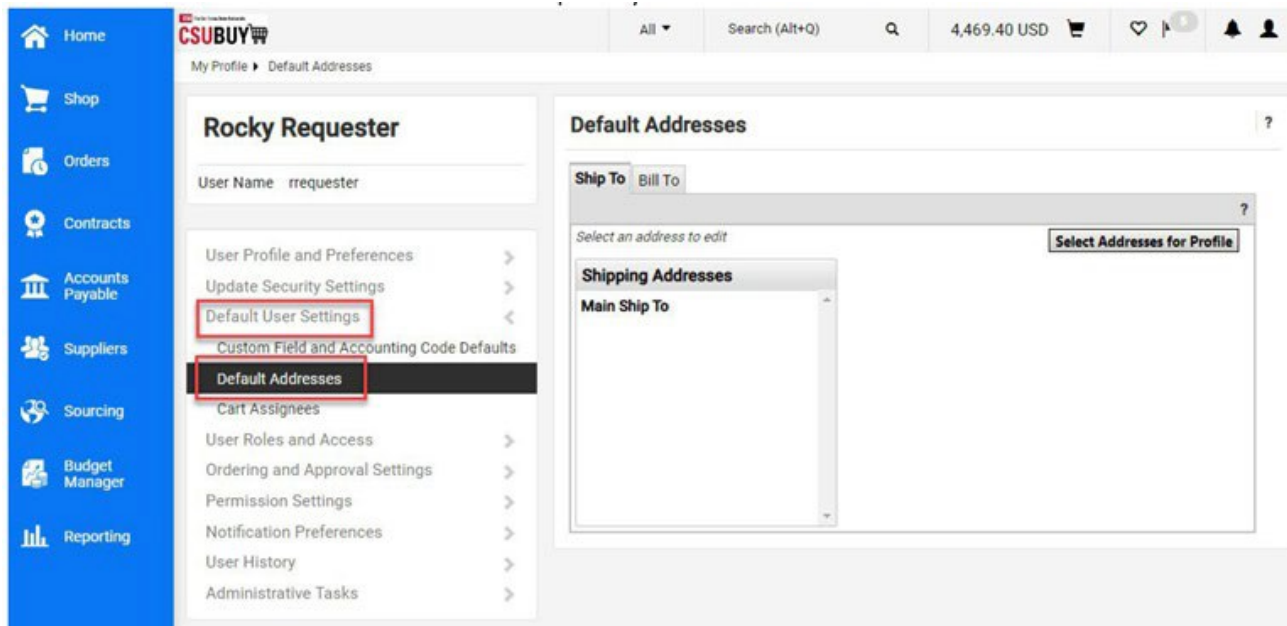 Home
Shop
Orders
Contracts
Accounts
Payable
Suppliers
Sourcing
Budget
Manager
Reporting
CSUBUY
All
Search (Alt+Q)
4,469.40 USD
My Profile
Default Addresses
Rocky Requester
User Name rrequester
User Profile and Preferences
Update Security Settings
Default User Settings
Custom Field and Accounting Code Defaults
Default Addresses
Cart Assignees
User Roles and Access
Ordering and Approval Settings
Permission Settings
Notification Preferences
User History
Administrative Tasks
Default Addresses
?
Ship To
Bill To
?
Select an address to edit
Select Addresses for Profile
Shipping Addresses
Main Ship To